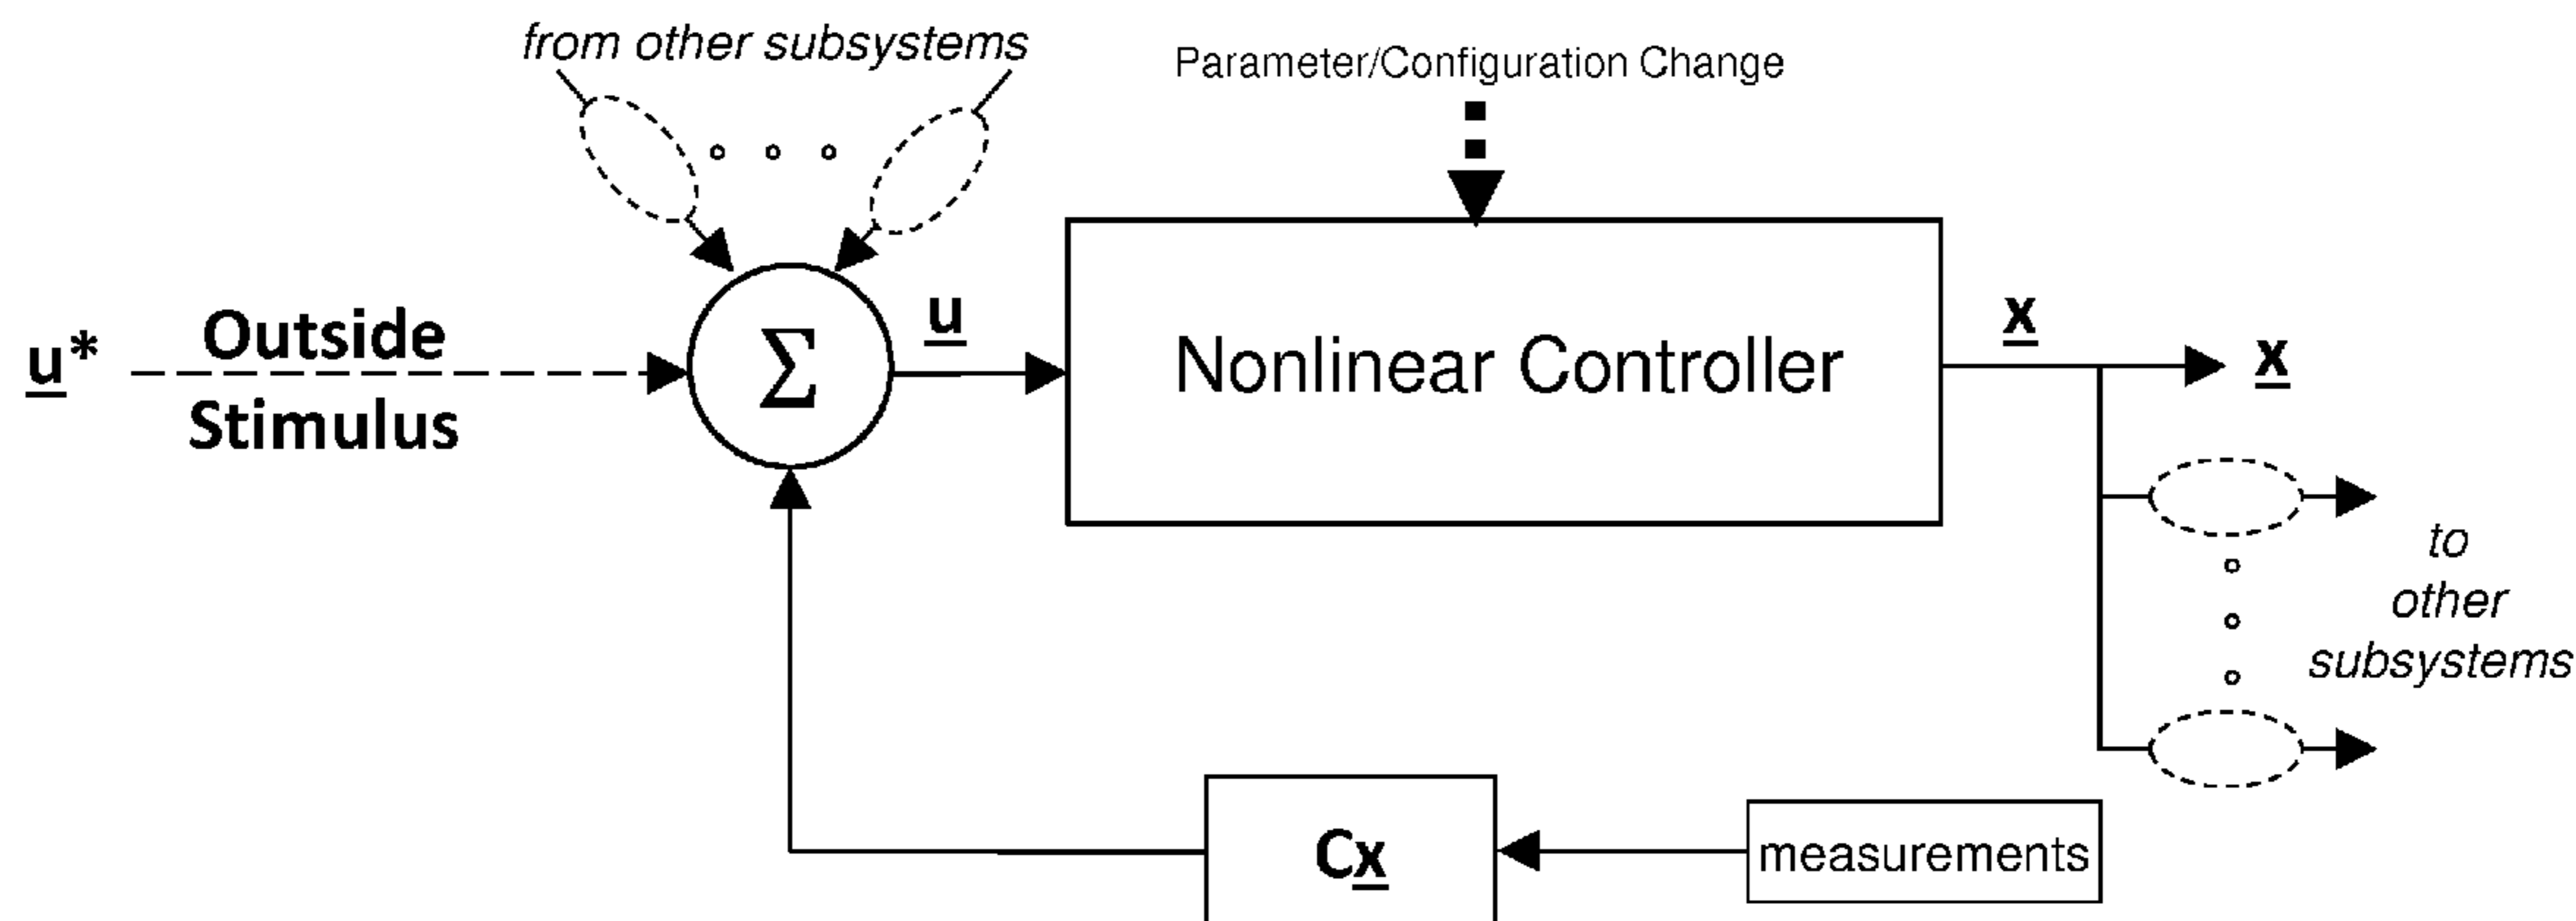 from other subsystems
Parameter/Configuration Change
u*
Outside
Stimulus
Σ
u
Nonlinear Controller
x
x
to
other
subsystems
Cx
measurements